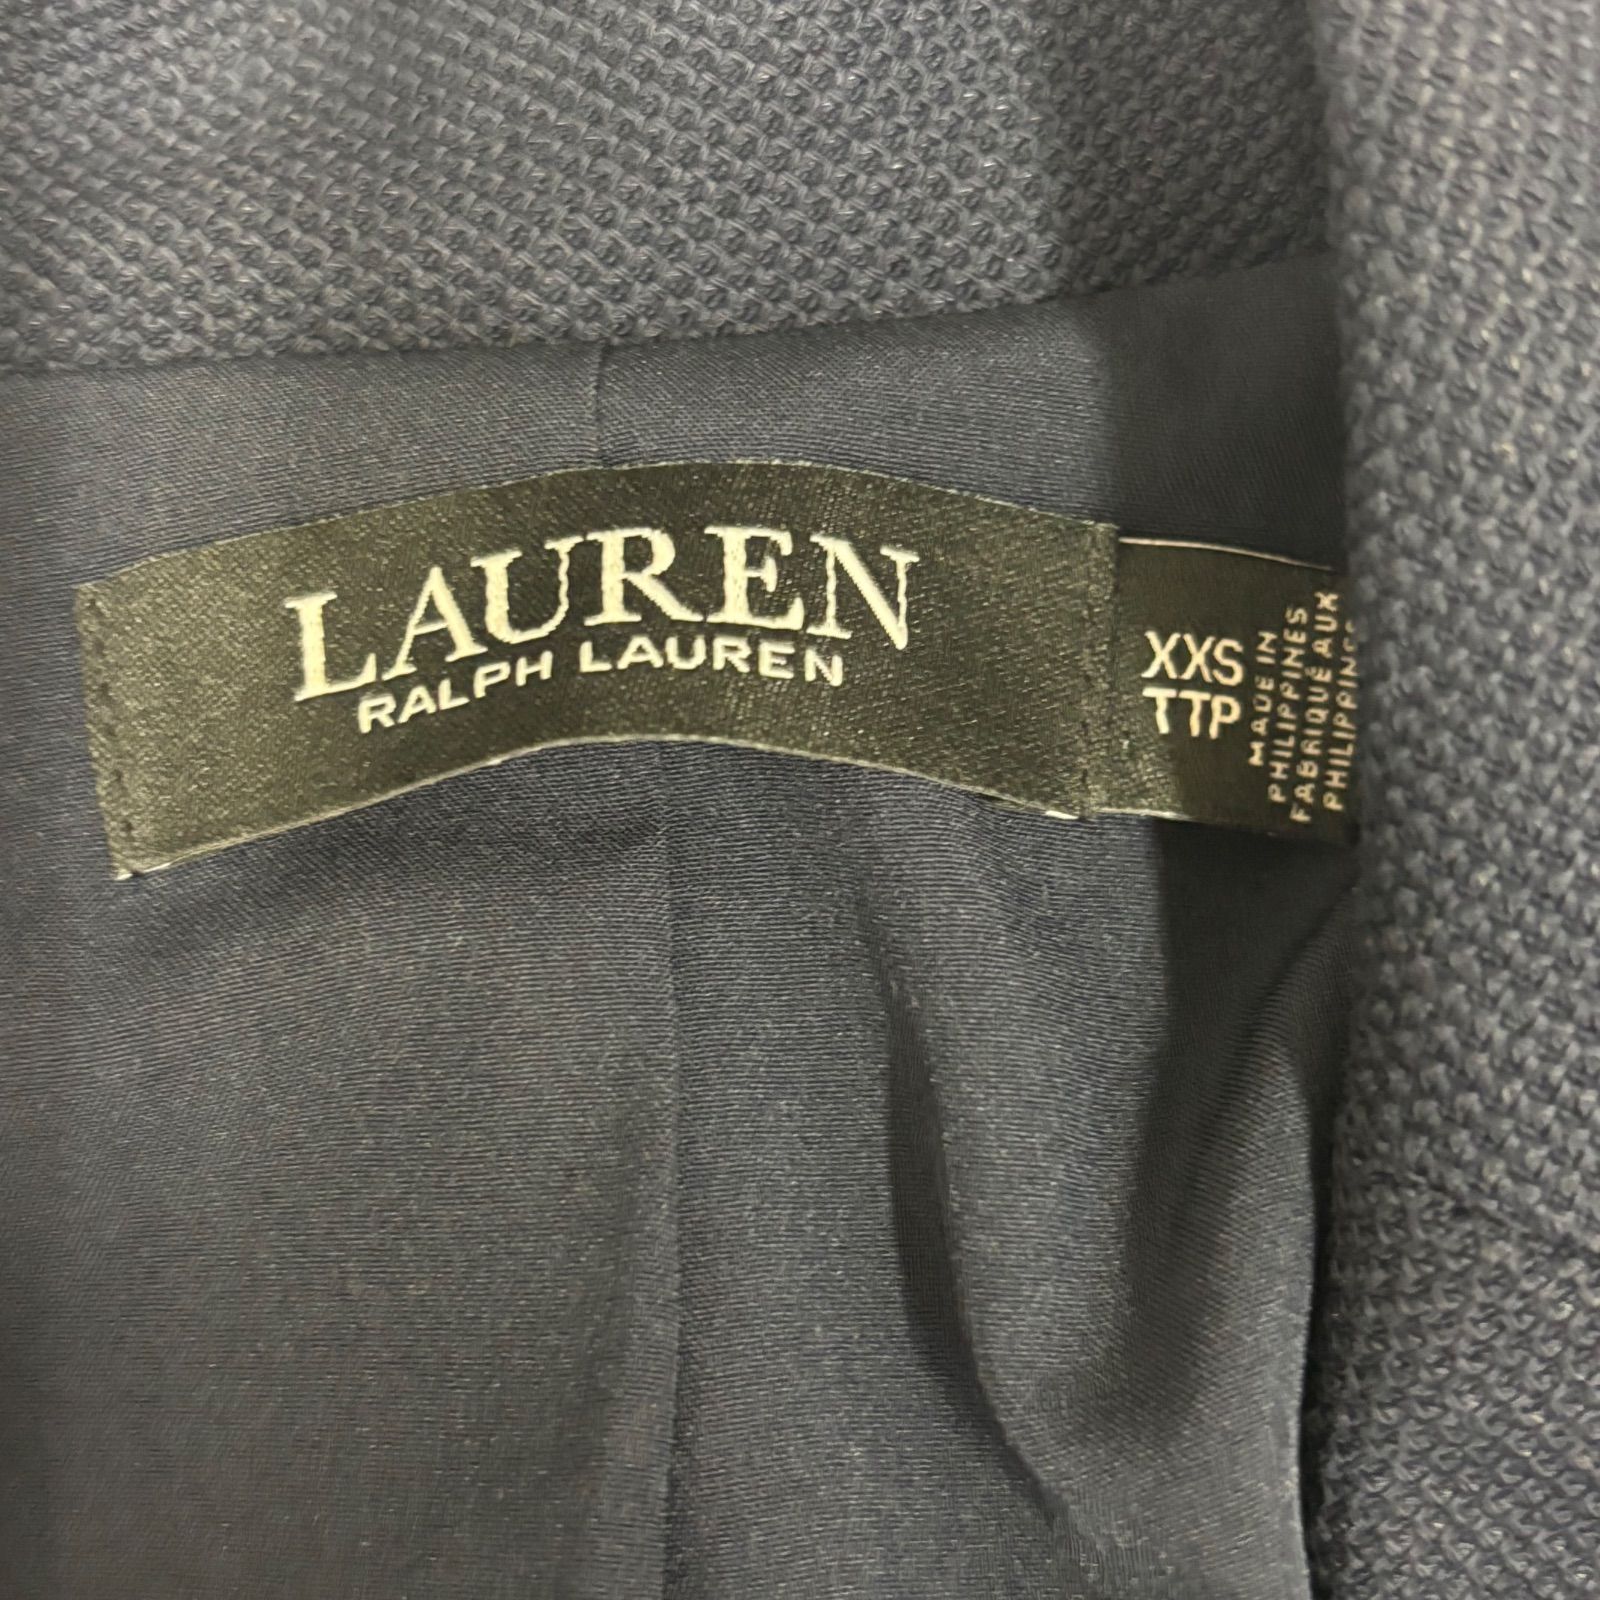 LAUREN
RALPH LAUREN
XXS
TTP
MADE IN
PHILIPPINES
FABRIQUÉ AUX